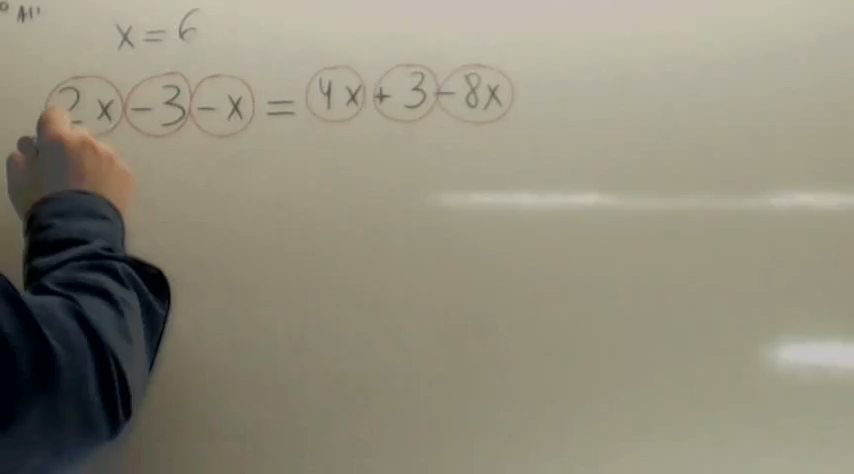 x = 6
2x - 3 - x = 4x + 3 - 8x